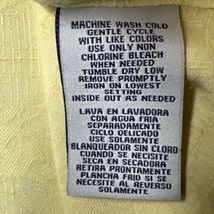 MACHINE WASH COLD
GENTLE CYCLE
WITH LIKE COLORS
USE ONLY NON
CHLORINE BLEACH
WHEN NEEDED
TUMBLE DRY LOW
REMOVE PROMPTLY
IRON ON LOWEST
SETTING
INSIDE OUT AS NEEDED
LAVA EN LAVADORA
CON AGUA FRIA
SEPARADAMENTE
CICLO DELICADO
USE SOLAMENTE
BLANQUEADOR SIN CLORO
CUANDO SE NECESITE
SECA EN SECADORA
RETIRA PRONTAMENTE
PLANCHA FRIO SI SE
NECESITE AL REVERSO
SOLAMENTE